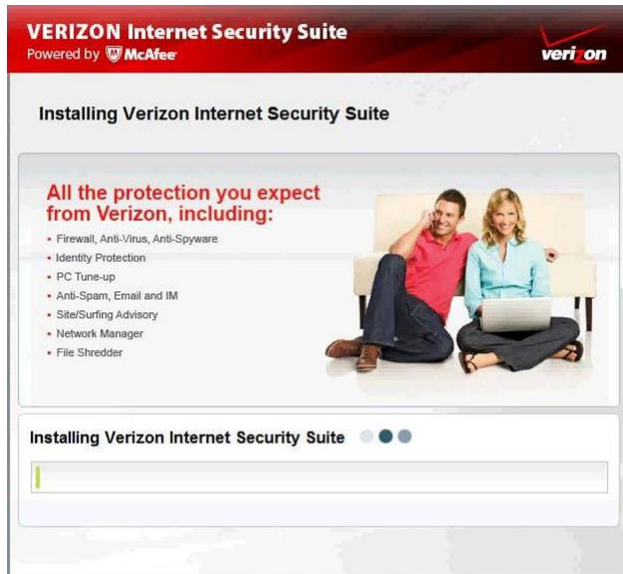 VERIZON Internet Security Suite
Powered by McAfee
verizon
Installing Verizon Internet Security Suite
All the protection you expect
from Verizon, including:
• Firewall, Anti-Virus, Anti-Spyware
• Identity Protection
• PC Tune-up
• Anti-Spam, Email and IM
• Site/Surfing Advisory
• Network Manager
• File Shredder
Installing Verizon Internet Security Suite